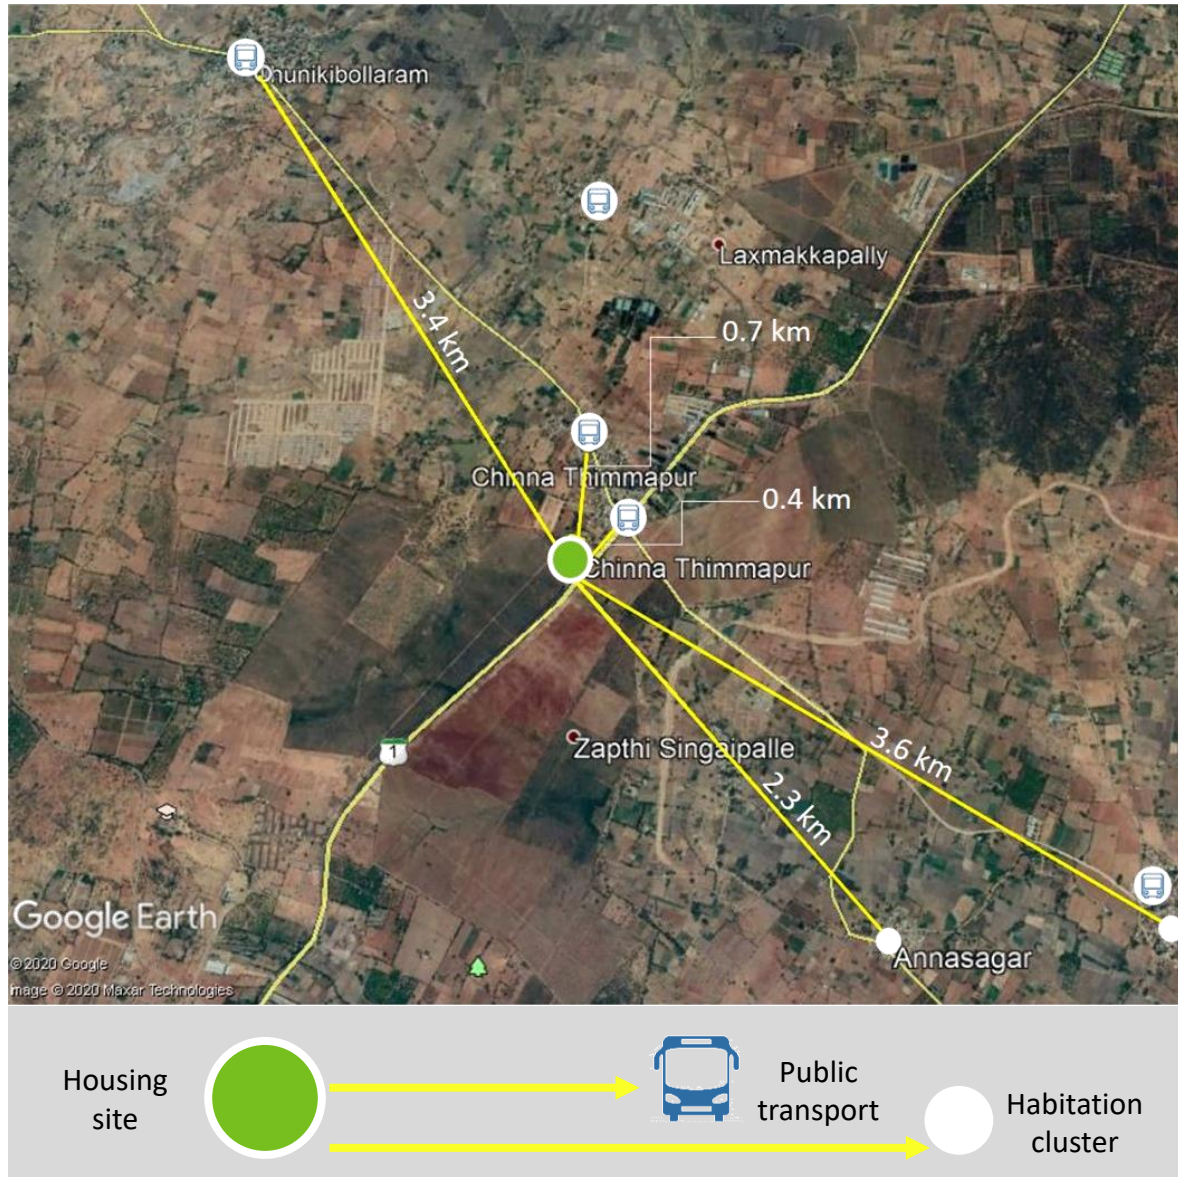 Dhunikibollaram
Laxmakkapally
3.4 km
0.7 km
Chinna Thimmapur
0.4 km
Chinna Thimmapur
1
Zapthi Singaipalle
3.6 km
2.3 km
Google Earth
Annasagar
© 2020 Google
Image © 2020 Maxar Technologies
Housing
site
Public
transport
Habitation
cluster